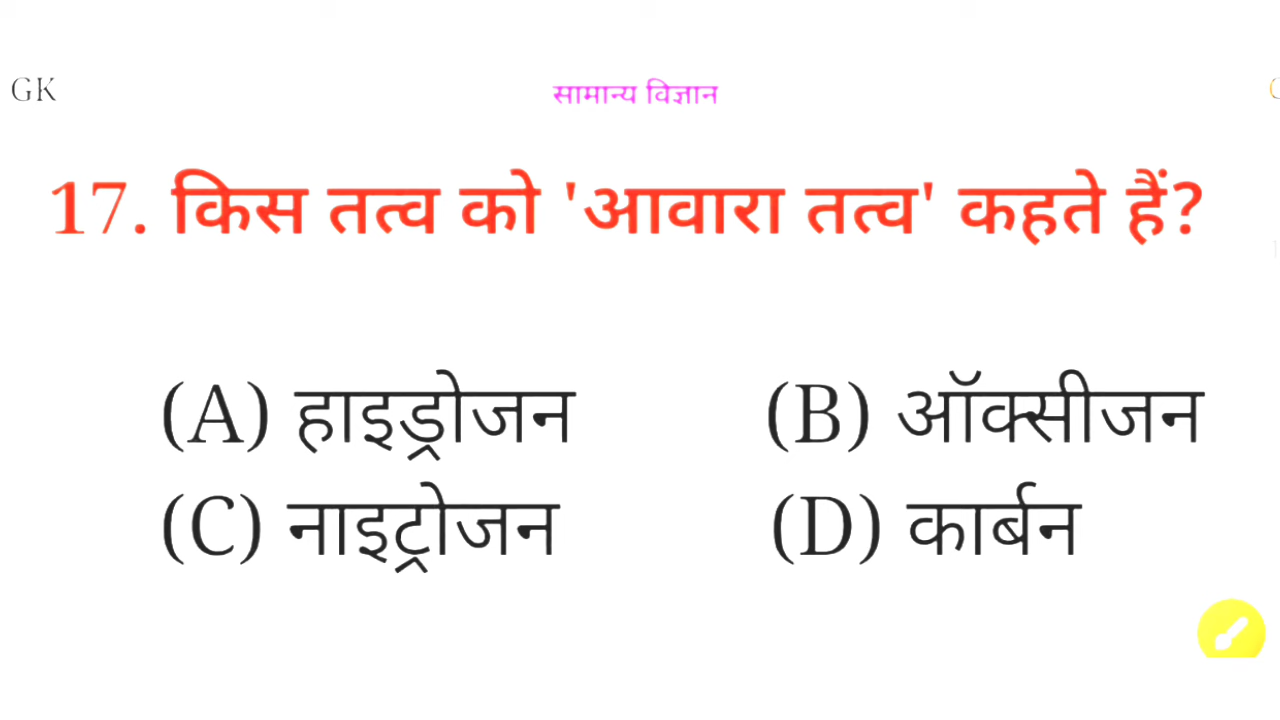 GK
सामान्य विज्ञान
17. किस तत्व को 'आवारा तत्व' कहते हैं?
(A) हाइड्रोजन (B) ऑक्सीजन
(C) नाइट्रोजन (D) कार्बन